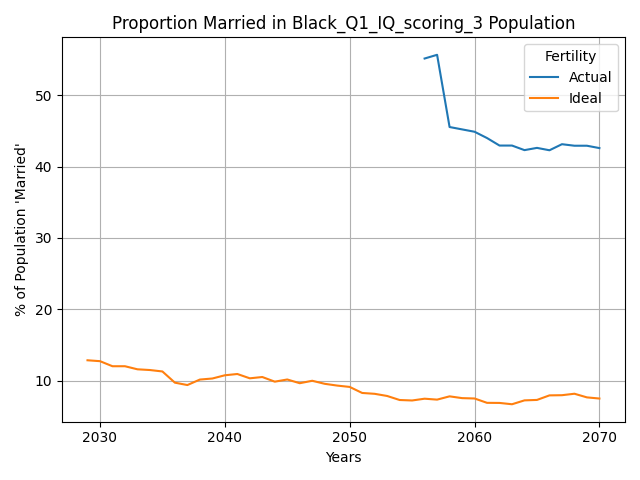 Proportion Married in Black_Q1_IQ_scoring_3 Population
Fertility
Actual
Ideal
% of Population 'Married'
50
40
30
20
10
2030 2040 2050 2060 2070
Years